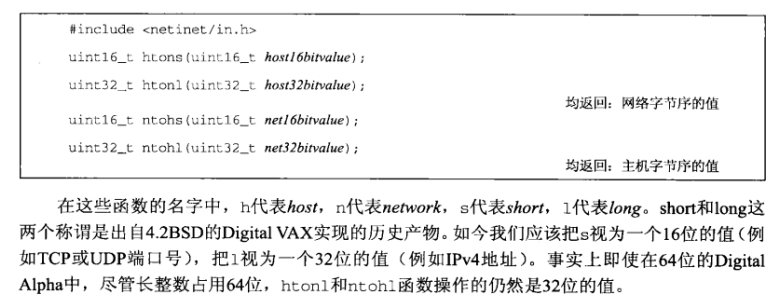 #include <netinet/in.h>
uint16_t htons(uint16_t host16bitvalue);
uint32_t htonl(uint32_t host32bitvalue);
均返回：网络字节序的值
uint16_t ntohs(uint16_t net16bitvalue);
uint32_t ntohl(uint32_t net32bitvalue);
均返回：主机字节序的值
在这些函数的名字中，h代表host，n代表network，s代表short，l代表long。short和long这
两个称谓是出自4.2BSD的Digital VAX实现的历史产物。如今我们应该把s视为一个16位的值（例
如TCP或UDP端口号），把l视为一个32位的值（例如IPv4地址）。事实上即使在64位的Digital
Alpha中，尽管长整数占用64位，htonl和ntohl函数操作的仍然是32位的值。